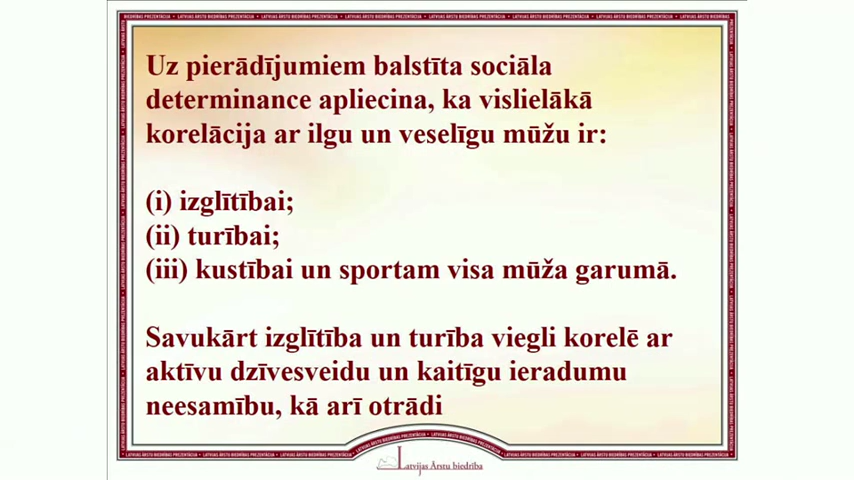 Uz pierādījumiem balstīta sociāla
determinance apliecina, ka vislielākā
korelācija ar ilgu un veselīgu mūžu ir:
(i) izglītībai;
(ii) turībai;
(iii) kustībai un sportam visa mūža garumā.
Savukārt izglītība un turība viegli korelē ar
aktīvu dzīvesveidu un kaitīgu ieradumu
neesamību, kā arī otrādi
Latvijas Ārstu biedrība